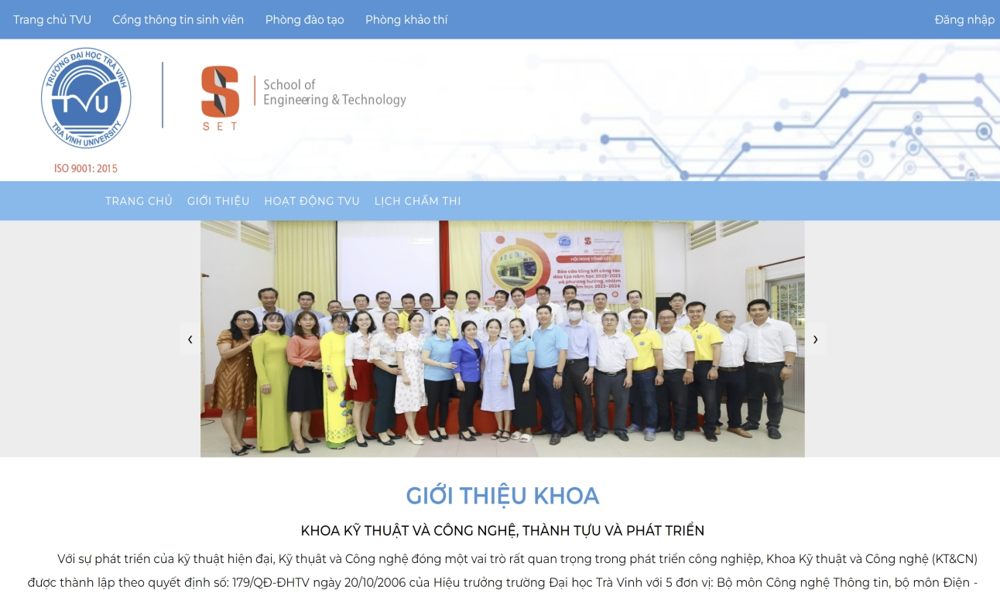 Trang chủ TVU Cổng thông tin sinh viên Phòng đào tạo Phòng khảo thí Đăng nhập
TRƯỜNG ĐẠI HỌC TRÀ VINH
TVU
TRA VINH UNIVERSITY
ISO 9001: 2015
S
SET
School of
Engineering & Technology
TRANG CHỦ GIỚI THIỆU HOẠT ĐỘNG TVU LỊCH CHẤM THI
HỘI NGHỊ TỔNG KẾT
Báo cáo tổng kết công tác
đào tạo năm học 2022-2023
và phương hướng, nhiệm
năm học 2023-2024
‹ ›
GIỚI THIỆU KHOA
KHOA KỸ THUẬT VÀ CÔNG NGHỆ, THÀNH TỰU VÀ PHÁT TRIỂN
Với sự phát triển của kỹ thuật hiện đại, Kỹ thuật và Công nghệ đóng một vai trò rất quan trọng trong phát triển công nghiệp, Khoa Kỹ thuật và Công nghệ (KT&CN)
được thành lập theo quyết định số: 179/QĐ-ĐHTV ngày 20/10/2006 của Hiệu trưởng trường Đại học Trà Vinh với 5 đơn vị: Bộ môn Công nghệ Thông tin, bộ môn Điện -